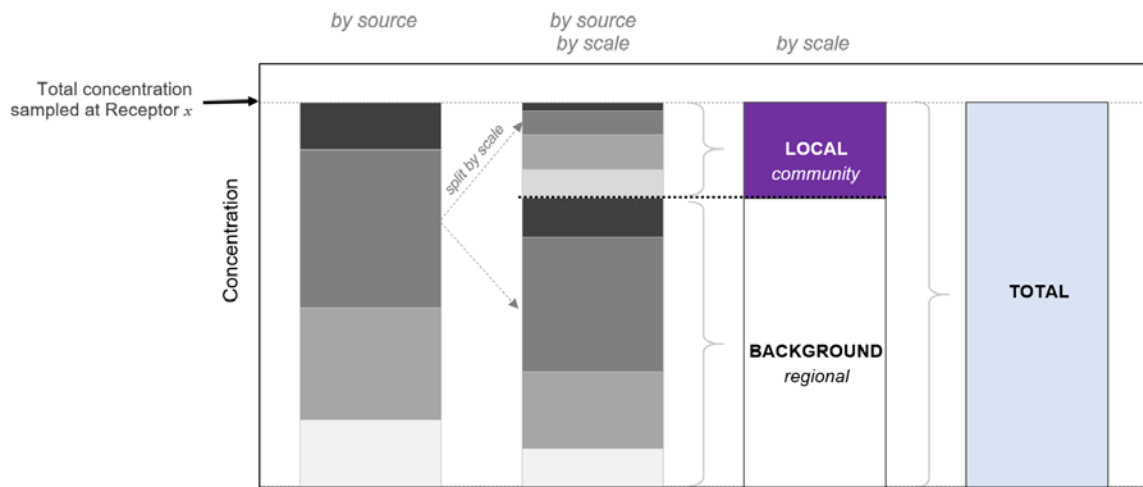 by source
by source
by scale
by scale
Total concentration
sampled at Receptor x
split by scale
LOCAL
community
Concentration
TOTAL
BACKGROUND
regional